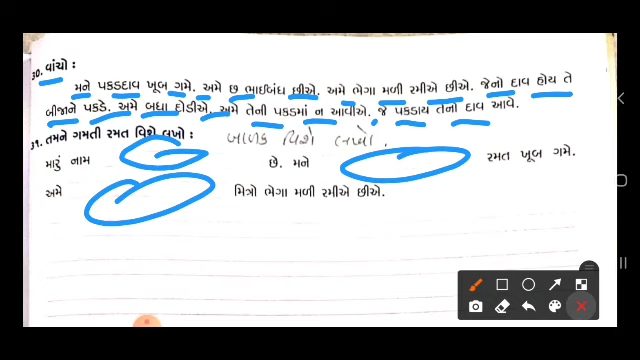 ૩૦. વાંચો :
મને પકડદાવ ખૂબ ગમે. અમે છ ભાઈબંધ છીએ. અમે ભેગા મળી રમીએ છીએ. જેનો દાવ હોય તે
બીજાને પકડે. અમે બધા દોડીએ. અમે તેની પકડમાં ન આવીએ. જે પકડાય તેનો દાવ આવે.
૩૧. તમને ગમતી રમત વિશે લખો : બાળક વિશે લખો.
મારું નામ છે. મને રમત ખૂબ ગમે.
અમે મિત્રો ભેગા મળી રમીએ છીએ.